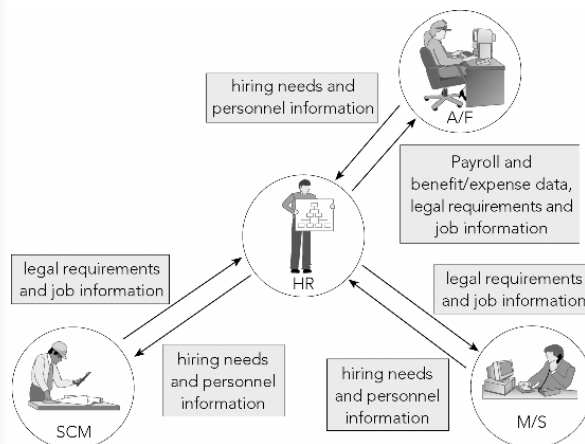 hiring needs and
personnel information
A/F
Payroll and
benefit/expense data,
legal requirements and
job information
HR
legal requirements
and job information
legal requirements
and job information
hiring needs
and personnel
information
hiring needs
and personnel
information
SCM
M/S